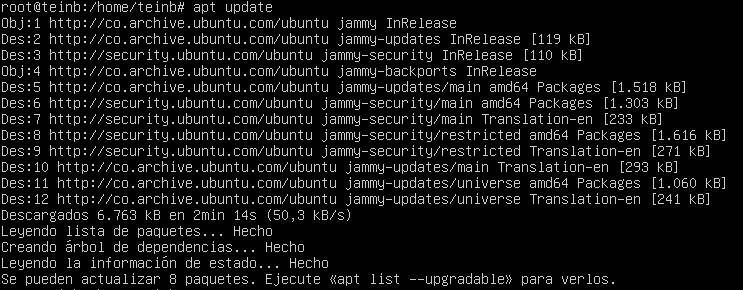 root@teinb:/home/teinb# apt update
Obj:1 http://co.archive.ubuntu.com/ubuntu jammy InRelease
Des:2 http://co.archive.ubuntu.com/ubuntu jammy-updates InRelease [119 kB]
Des:3 http://security.ubuntu.com/ubuntu jammy-security InRelease [110 kB]
Obj:4 http://co.archive.ubuntu.com/ubuntu jammy-backports InRelease
Des:5 http://co.archive.ubuntu.com/ubuntu jammy-updates/main amd64 Packages [1.518 kB]
Des:6 http://security.ubuntu.com/ubuntu jammy-security/main amd64 Packages [1.303 kB]
Des:7 http://security.ubuntu.com/ubuntu jammy-security/main Translation-en [233 kB]
Des:8 http://security.ubuntu.com/ubuntu jammy-security/restricted amd64 Packages [1.616 kB]
Des:9 http://security.ubuntu.com/ubuntu jammy-security/restricted Translation-en [271 kB]
Des:10 http://co.archive.ubuntu.com/ubuntu jammy-updates/main Translation-en [293 kB]
Des:11 http://co.archive.ubuntu.com/ubuntu jammy-updates/universe amd64 Packages [1.060 kB]
Des:12 http://co.archive.ubuntu.com/ubuntu jammy-updates/universe Translation-en [241 kB]
Descargados 6.763 kB en 2min 14s (50,3 kB/s)
Leyendo lista de paquetes... Hecho
Creando árbol de dependencias... Hecho
Leyendo la información de estado... Hecho
Se pueden actualizar 8 paquetes. Ejecute «apt list --upgradable» para verlos.